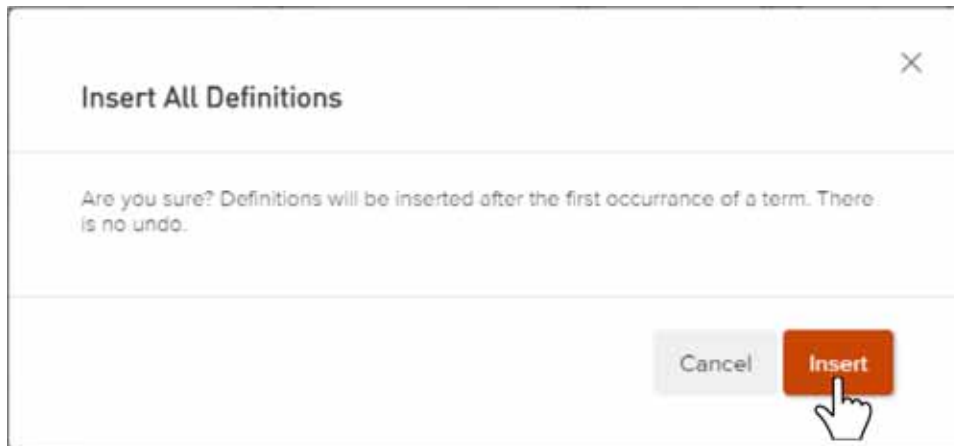 Insert All Definitions
Are you sure? Definitions will be inserted after the first occurrance of a term. There
is no undo.
Cancel
Insert